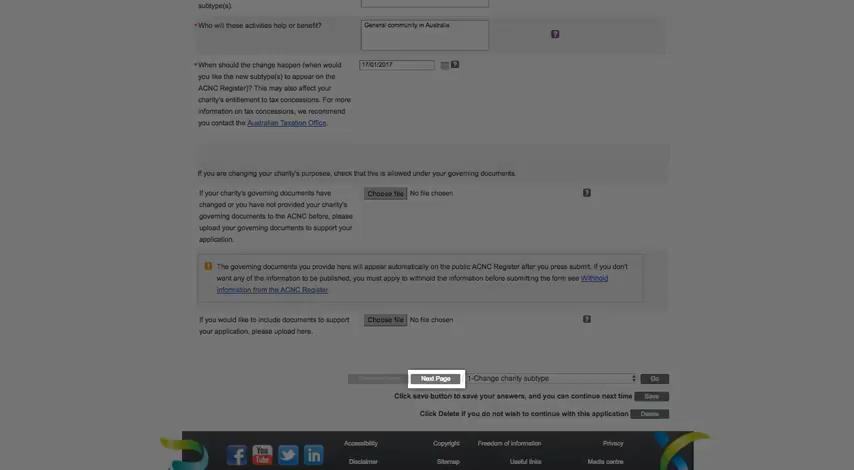 subtype(s).
*Who will these activities help or benefit?
General community in Australia
*When should the change happen (when would
17/01/2017
you like the new subtype(s) to appear on the
ACNC Register)? This may also affect your
charity's entitlement to tax concessions. For more
information on tax concessions, we recommend
you contact the Australian Taxation Office.
If you are changing your charity's purposes, check that this is allowed under your governing documents.
If your charity's governing documents have
Choose file No file chosen
changed or you have not provided your charity's
governing documents to the ACNC before, please
upload your governing documents to support your
application.
The governing documents you provide here will appear automatically on the public ACNC Register after you press submit. If you don't
want any of the information to be published, you must apply to withhold the information before submitting the form see Withhold
information from the ACNC Register.
If you would like to include documents to support
Choose file No file chosen
your application, please upload here.
Next Page 1-Change charity subtype Go
Click save button to save your answers, and you can continue next time Save
Click Delete if you do not wish to continue with this application Delete
Accessibility Copyright Freedom of information Privacy
You Tube in
Disclaimer Sitemap Useful links Media centre